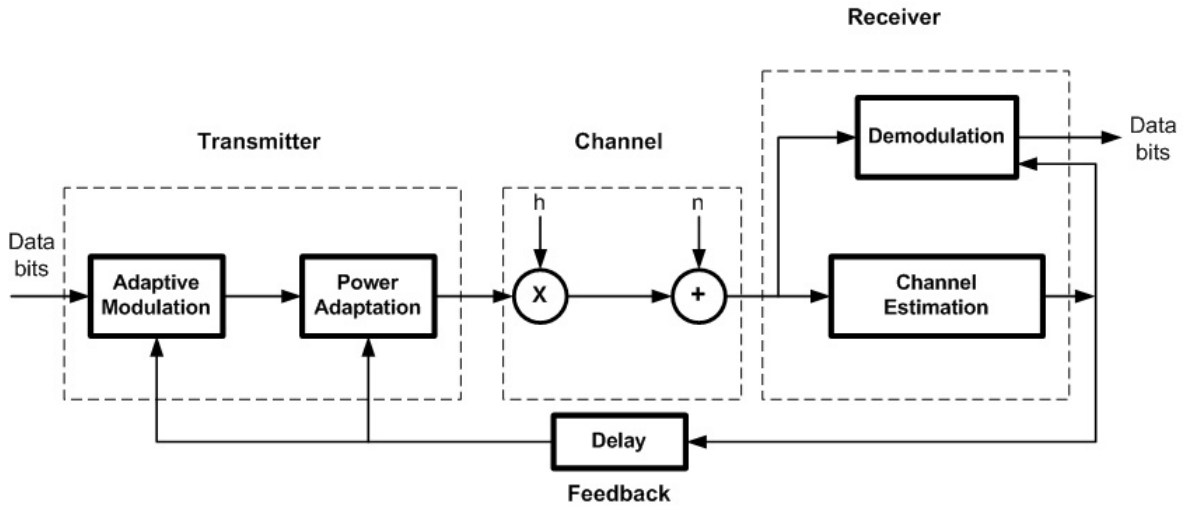 Receiver
Transmitter
Channel
Demodulation
Data
bits
h
n
Data
bits
Adaptive
Modulation
Power
Adaptation
X
+
Channel
Estimation
Delay
Feedback